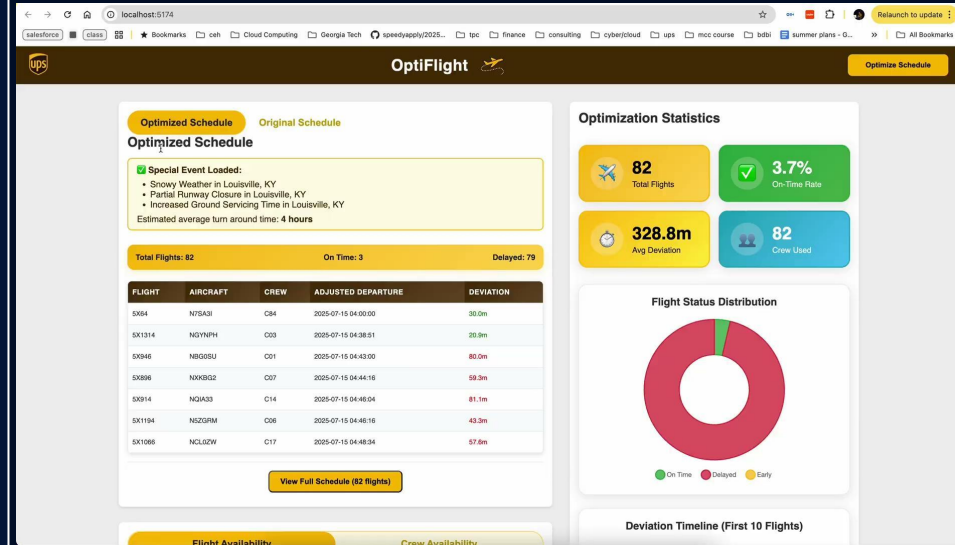 localhost:5174
Relaunch to update
salesforce
class
Bookmarks
ceh
Cloud Computing
Georgia Tech
speedyapply/2025...
tpc
finance
consulting
cyber/cloud
ups
mcc course
bdbi
summer plans - G...
»
All Bookmarks
ups
OptiFlight
Optimize Schedule
Optimized Schedule
Original Schedule
Optimized Schedule
Special Event Loaded:
• Snowy Weather in Louisville, KY
• Partial Runway Closure in Louisville, KY
• Increased Ground Servicing Time in Louisville, KY
Estimated average turn around time: 4 hours
Total Flights: 82 On Time: 3 Delayed: 79
FLIGHT AIRCRAFT CREW ADJUSTED DEPARTURE DEVIATION
5X64 N7SA3I C84 2025-07-15 04:00:00 30.0m
5X1314 NGYNPH C03 2025-07-15 04:38:51 20.9m
5X946 NBG0SU C01 2025-07-15 04:43:00 80.0m
5X896 NXKBG2 C07 2025-07-15 04:44:16 59.3m
5X914 NQIA33 C14 2025-07-15 04:46:04 81.1m
5X1194 N5ZGRM C06 2025-07-15 04:46:16 43.3m
5X1066 NCL0ZW C17 2025-07-15 04:48:34 57.6m
View Full Schedule (82 flights)
Flight Availability
Crew Availability
Optimization Statistics
82
Total Flights
3.7%
On-Time Rate
328.8m
Avg Deviation
82
Crew Used
Flight Status Distribution
On Time Delayed Early
Deviation Timeline (First 10 Flights)